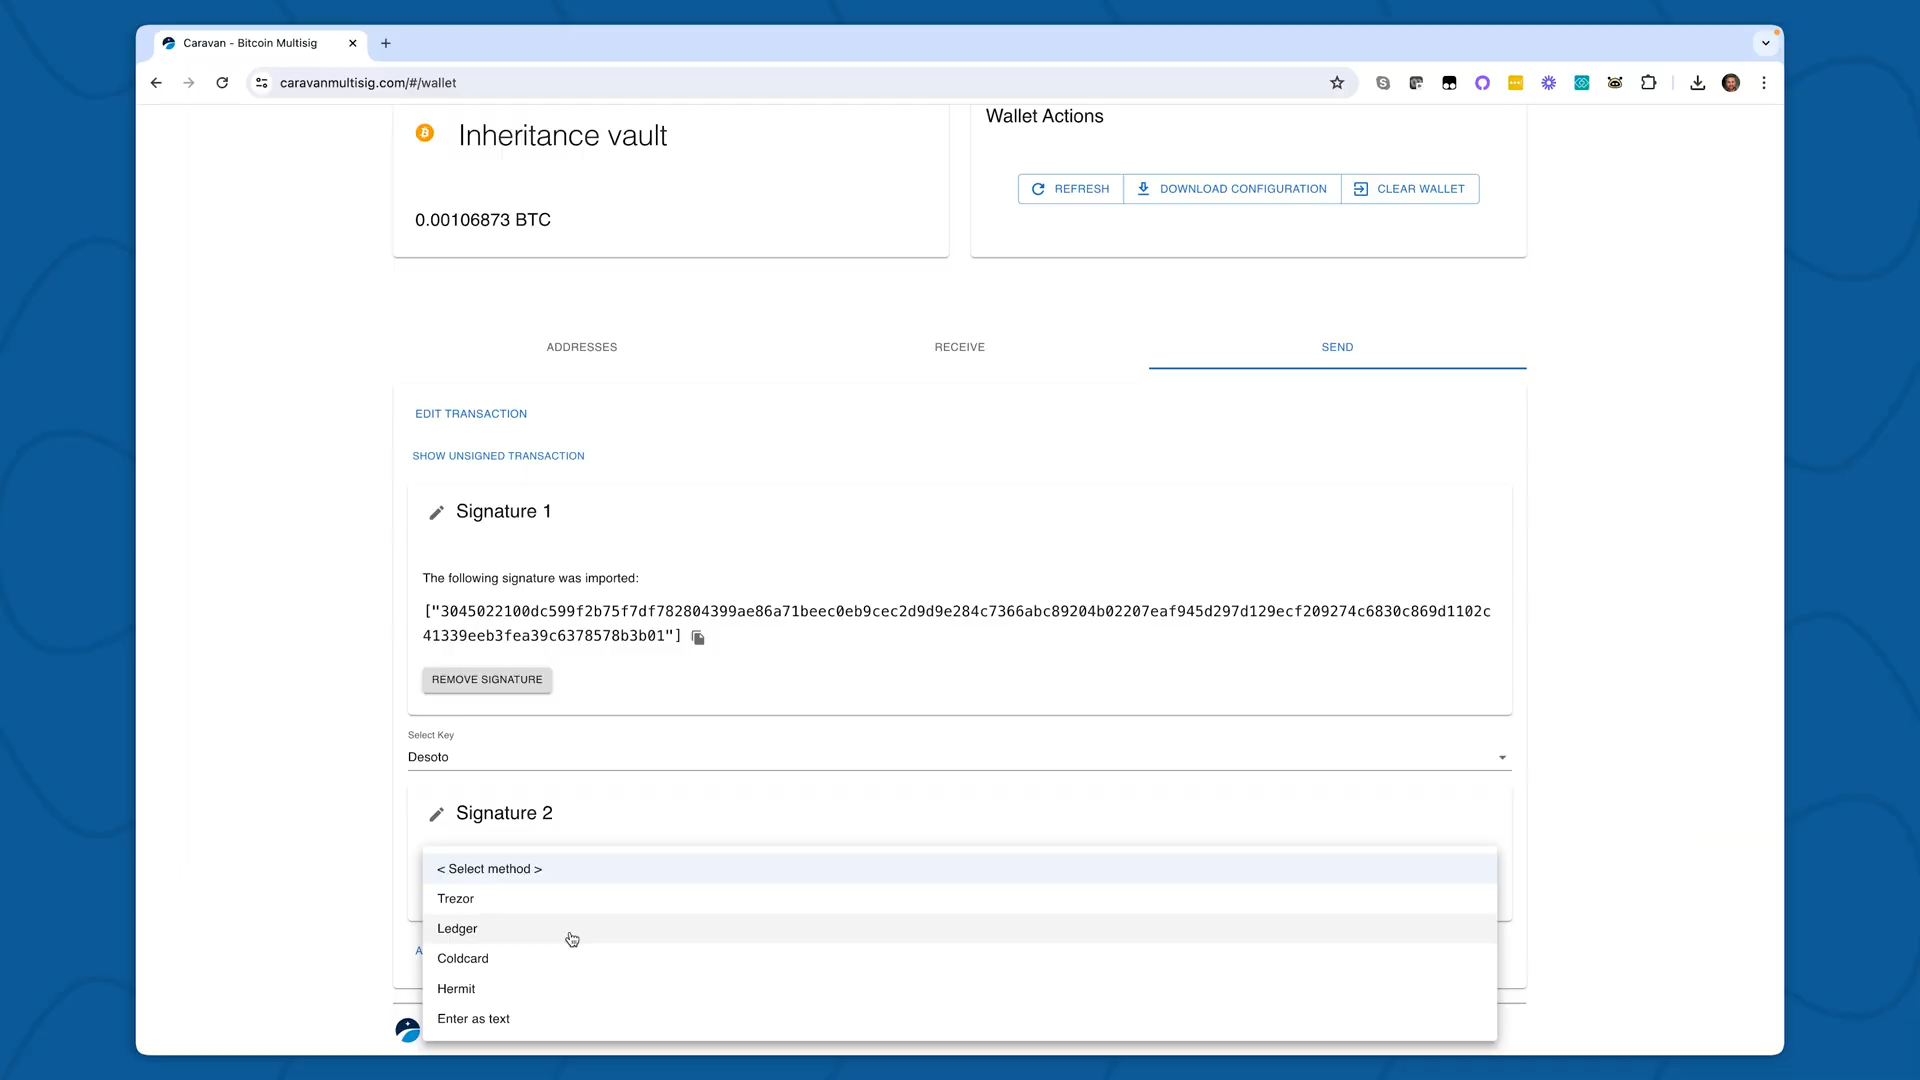 Caravan - Bitcoin Multisig
caravanmultisig.com/#/wallet
Inheritance vault
0.00106873 BTC
Wallet Actions
REFRESH
DOWNLOAD CONFIGURATION
CLEAR WALLET
ADDRESSES
RECEIVE
SEND
EDIT TRANSACTION
SHOW UNSIGNED TRANSACTION
Signature 1
The following signature was imported:
["3045022100dc599f2b75f7df782804399ae86a71beec0eb9cec2d9d9e284c7366abc89204b02207eaf945d297d129ecf209274c6830c869d1102c
41339eeb3fea39c6378578b3b01"]
REMOVE SIGNATURE
Select Key
Desoto
Signature 2
< Select method >
Trezor
Ledger
Coldcard
Hermit
Enter as text